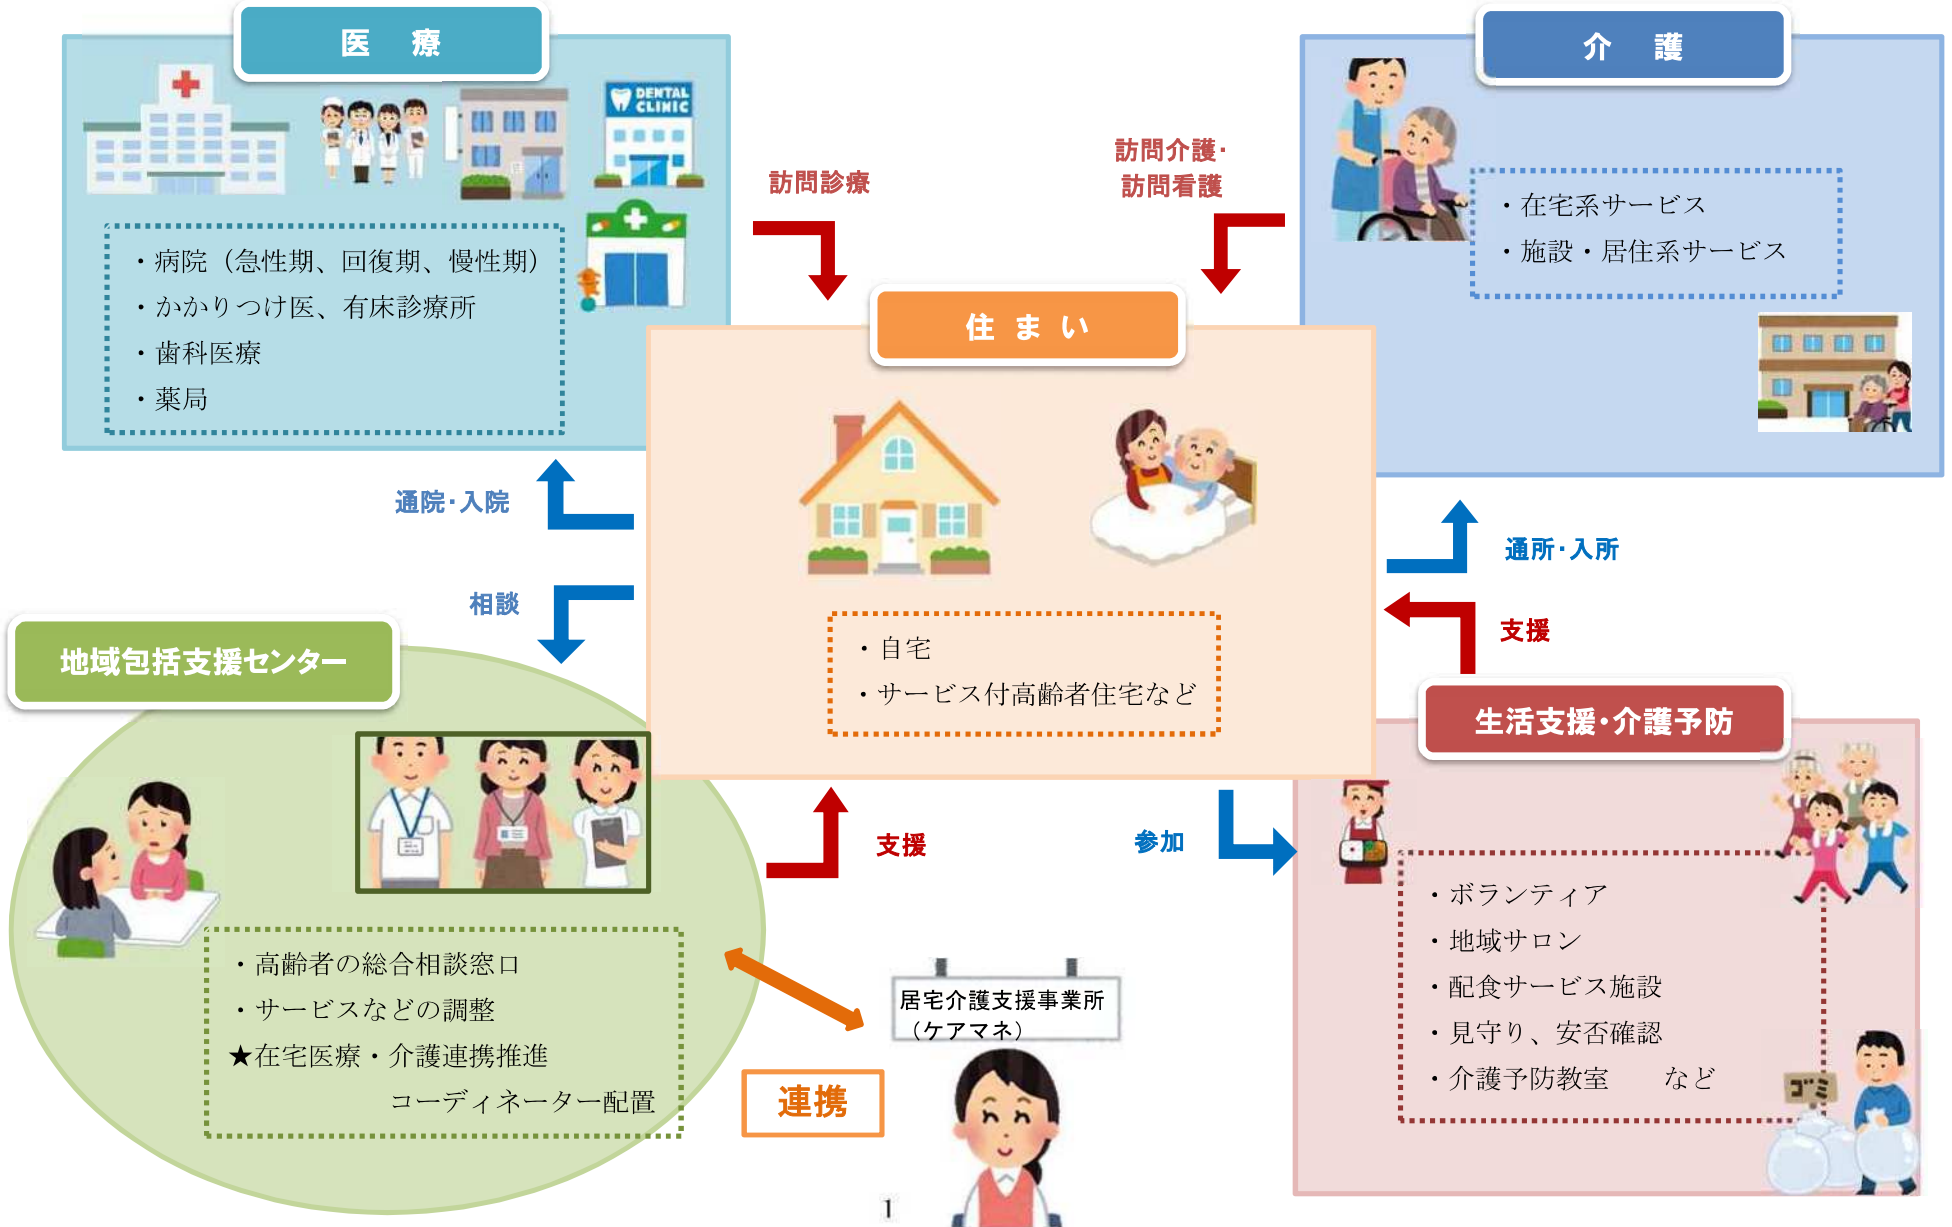 医　療
DENTAL
CLINIC
・病院（急性期、回復期、慢性期）
・かかりつけ医、有床診療所
・歯科医療
・薬局
訪問診療
訪問介護・
訪問看護
介　護
・在宅系サービス
・施設・居住系サービス
住 ま い
・自宅
・サービス付高齢者住宅など
通院・入院
相談
通所・入所
支援
地域包括支援センター
・高齢者の総合相談窓口
・サービスなどの調整
★在宅医療・介護連携推進
コーディネーター配置
支援
参加
生活支援・介護予防
・ボランティア
・地域サロン
・配食サービス施設
・見守り、安否確認
・介護予防教室　　など
ゴミ
居宅介護支援事業所
（ケアマネ）
連携
1